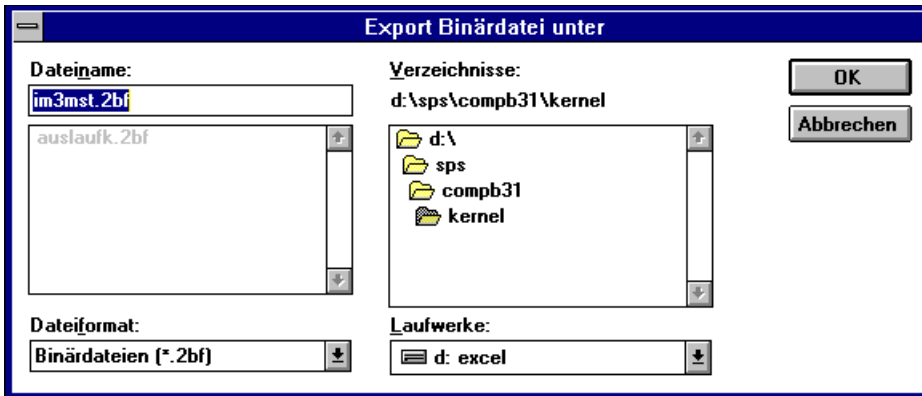 Export Binärdatei unter
Dateiname:
im3mst.2bf
auslaufk.2bf
Dateiformat:
Binärdateien (*.2bf)
Verzeichnisse:
d:\sps\compb31\kernel
d:\
sps
compb31
kernel
Laufwerke:
d: excel
OK
Abbrechen